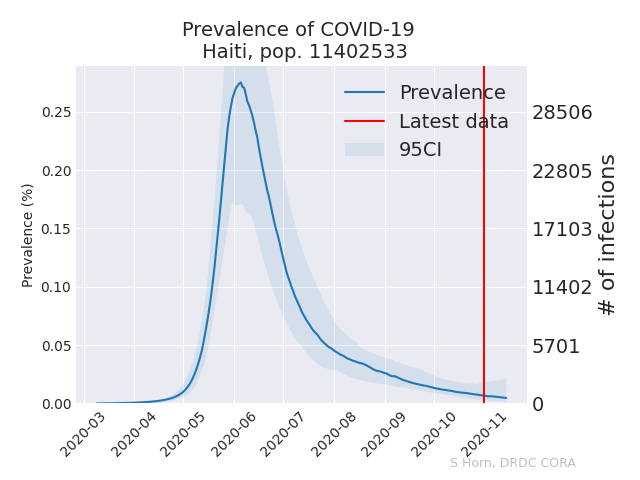 Prevalence of COVID-19
Haiti, pop. 11402533
Prevalence
Latest data
95CI
Prevalence (%)
0.25
0.20
0.15
0.10
0.05
0.00
28506
22805
17103
11402
5701
0
# of infections
2020-03
2020-04
2020-05
2020-06
2020-07
2020-08
2020-09
2020-10
2020-11
S Horn, DRDC CORA